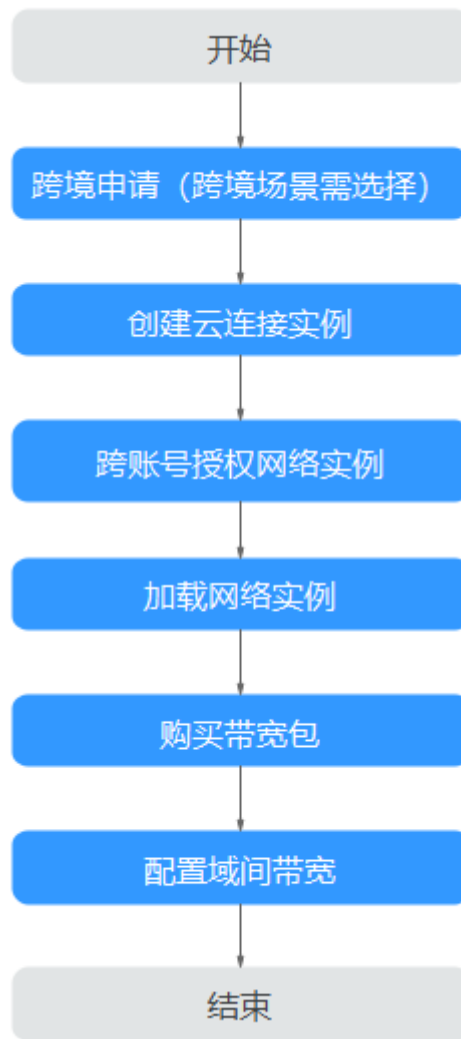 开始
跨境申请（跨境场景需选择）
创建云连接实例
跨账号授权网络实例
加载网络实例
购买带宽包
配置域间带宽
结束